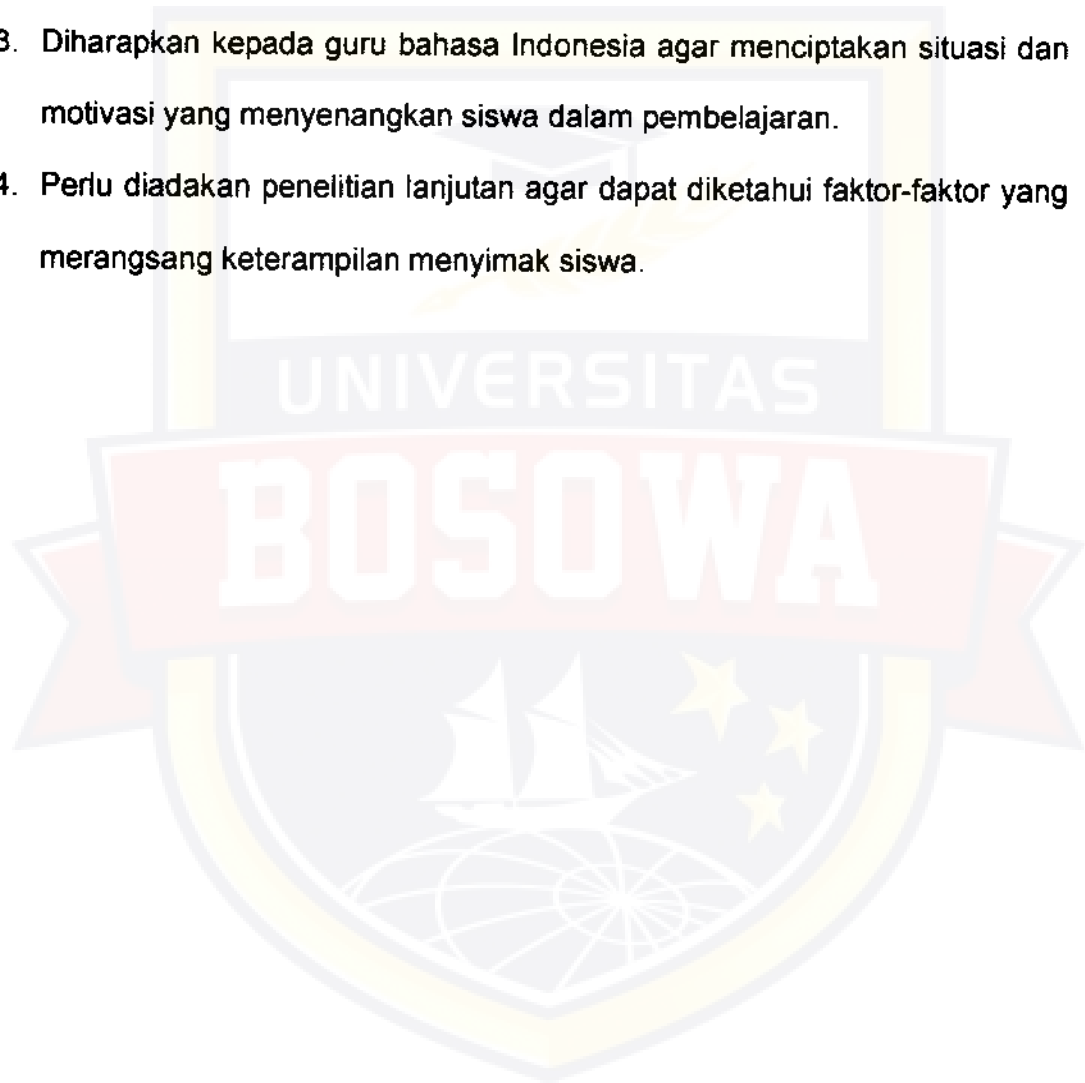 3. Diharapkan kepada guru bahasa Indonesia agar menciptakan situasi dan
motivasi yang menyenangkan siswa dalam pembelajaran.
4. Perlu diadakan penelitian lanjutan agar dapat diketahui faktor-faktor yang
merangsang keterampilan menyimak siswa.
UNIVERSITAS
BOSOWA